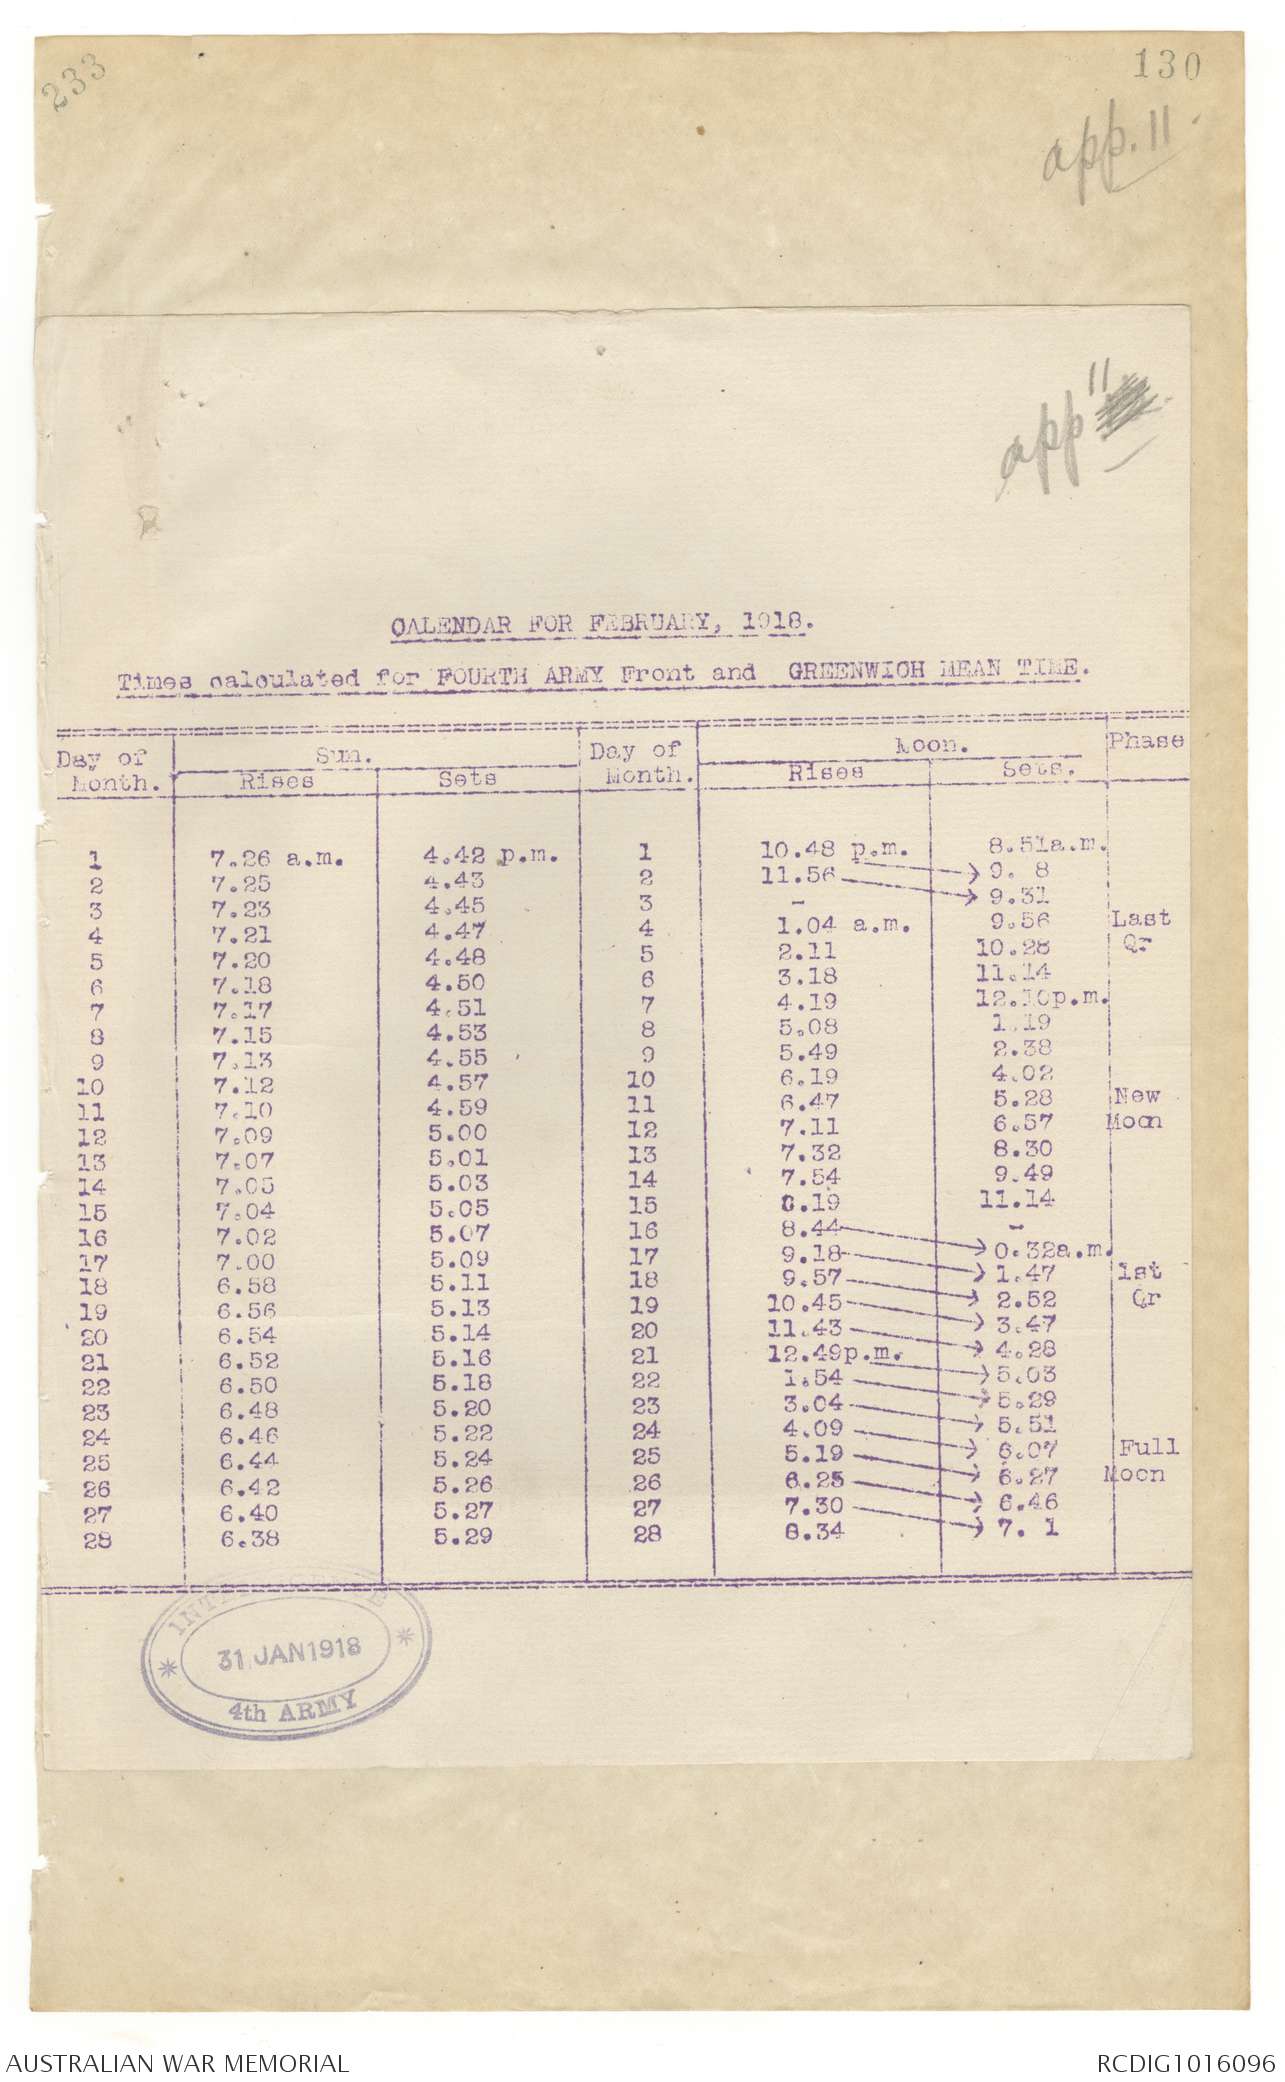 233
130
app. 11.
app 11
CALENDAR FOR FEBRUARY, 1918.
Times calculated for FOURTH ARMY Front and GREENWICH MEAN TIME.
Day of Month. Sun. Day of Month. Moon. Phase
Rises Sets Rises Sets.
1 7.26 a.m. 4.42 p.m. 1 10.48 p.m. 8.51a.m.
2 7.25 4.43 2 11.56 9. 8
3 7.23 4.45 3 - 9.31
4 7.21 4.47 4 1.04 a.m. 9.56 Last
5 7.20 4.48 5 2.11 10.28 Qr
6 7.18 4.50 6 3.18 11.14
7 7.17 4.51 7 4.19 12.10p.m.
8 7.15 4.53 8 5.08 1.19
9 7.13 4.55 9 5.49 2.38
10 7.12 4.57 10 6.19 4.02
11 7.10 4.59 11 6.47 5.28 New
12 7.09 5.00 12 7.11 6.57 Moon
13 7.07 5.01 13 7.32 8.30
14 7.05 5.03 14 7.54 9.49
15 7.04 5.05 15 8.19 11.14
16 7.02 5.07 16 8.44 -
17 7.00 5.09 17 9.18 0.32a.m.
18 6.58 5.11 18 9.57 1.47 1st
19 6.56 5.13 19 10.45 2.52 Qr
20 6.54 5.14 20 11.43 3.47
21 6.52 5.16 21 12.49p.m. 4.28
22 6.50 5.18 22 1.54 5.03
23 6.48 5.20 23 3.04 5.29
24 6.46 5.22 24 4.09 5.51
25 6.44 5.24 25 5.19 6.07 Full
26 6.42 5.26 26 6.25 6.27 Moon
27 6.40 5.27 27 7.30 6.46
28 6.38 5.29 28 8.34 7. 1
31 JAN 1918
4th ARMY
AUSTRALIAN WAR MEMORIAL
RCDIG1016096